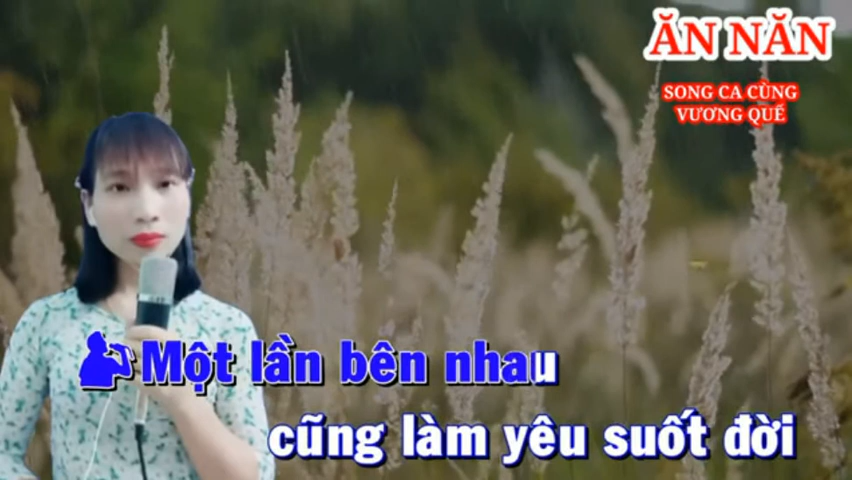 ĂN NĂN
SONG CA CÙNG
VƯƠNG QUẾ
Một lần bên nhau
cũng làm yêu suốt đời